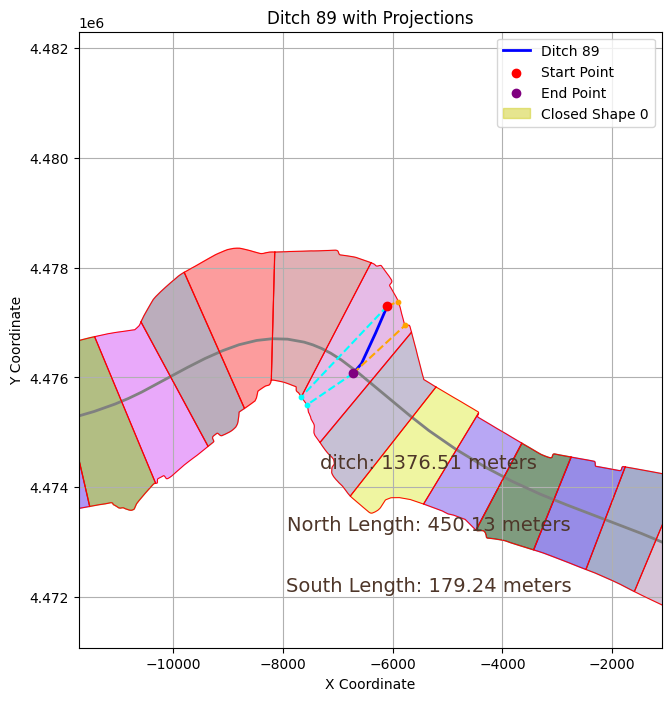 Ditch 89 with Projections
1e6
Ditch 89
Start Point
End Point
Closed Shape 0
4.482
4.480
4.478
4.476
4.474
4.472
Y Coordinate
ditch: 1376.51 meters
North Length: 450.13 meters
South Length: 179.24 meters
−10000
−8000
−6000
−4000
−2000
X Coordinate